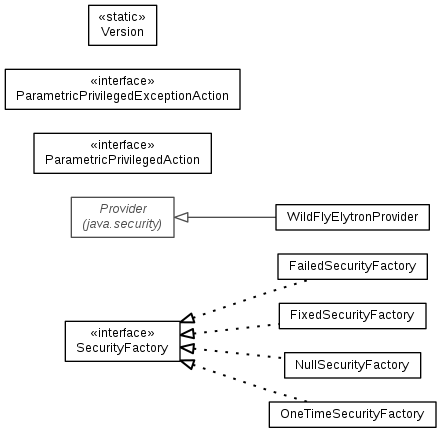 «static»
Version
«interface»
ParametricPrivilegedExceptionAction
«interface»
ParametricPrivilegedAction
Provider
(java.security)
WildFlyElytronProvider
FailedSecurityFactory
FixedSecurityFactory
«interface»
SecurityFactory
NullSecurityFactory
OneTimeSecurityFactory